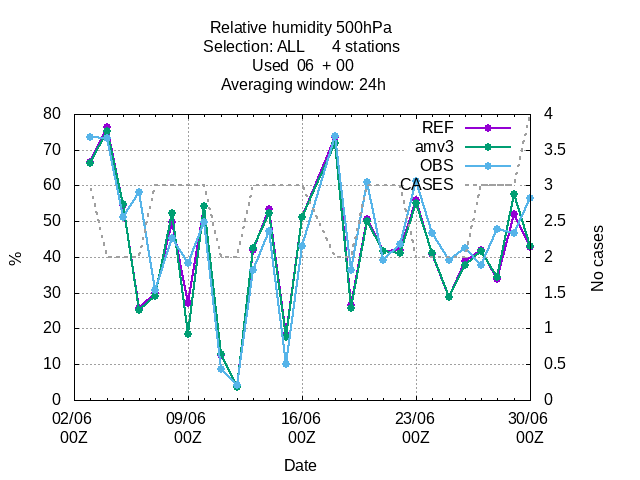 Relative humidity 500hPa
Selection: ALL 4 stations
Used 06 + 00
Averaging window: 24h
80
70
60
50
40
30
20
10
0
%
REF
amv3
OBS
CASES
4
3.5
3
2.5
2
1.5
1
0.5
0
No cases
02/06 09/06 16/06 23/06 30/06
00Z 00Z 00Z 00Z 00Z
Date